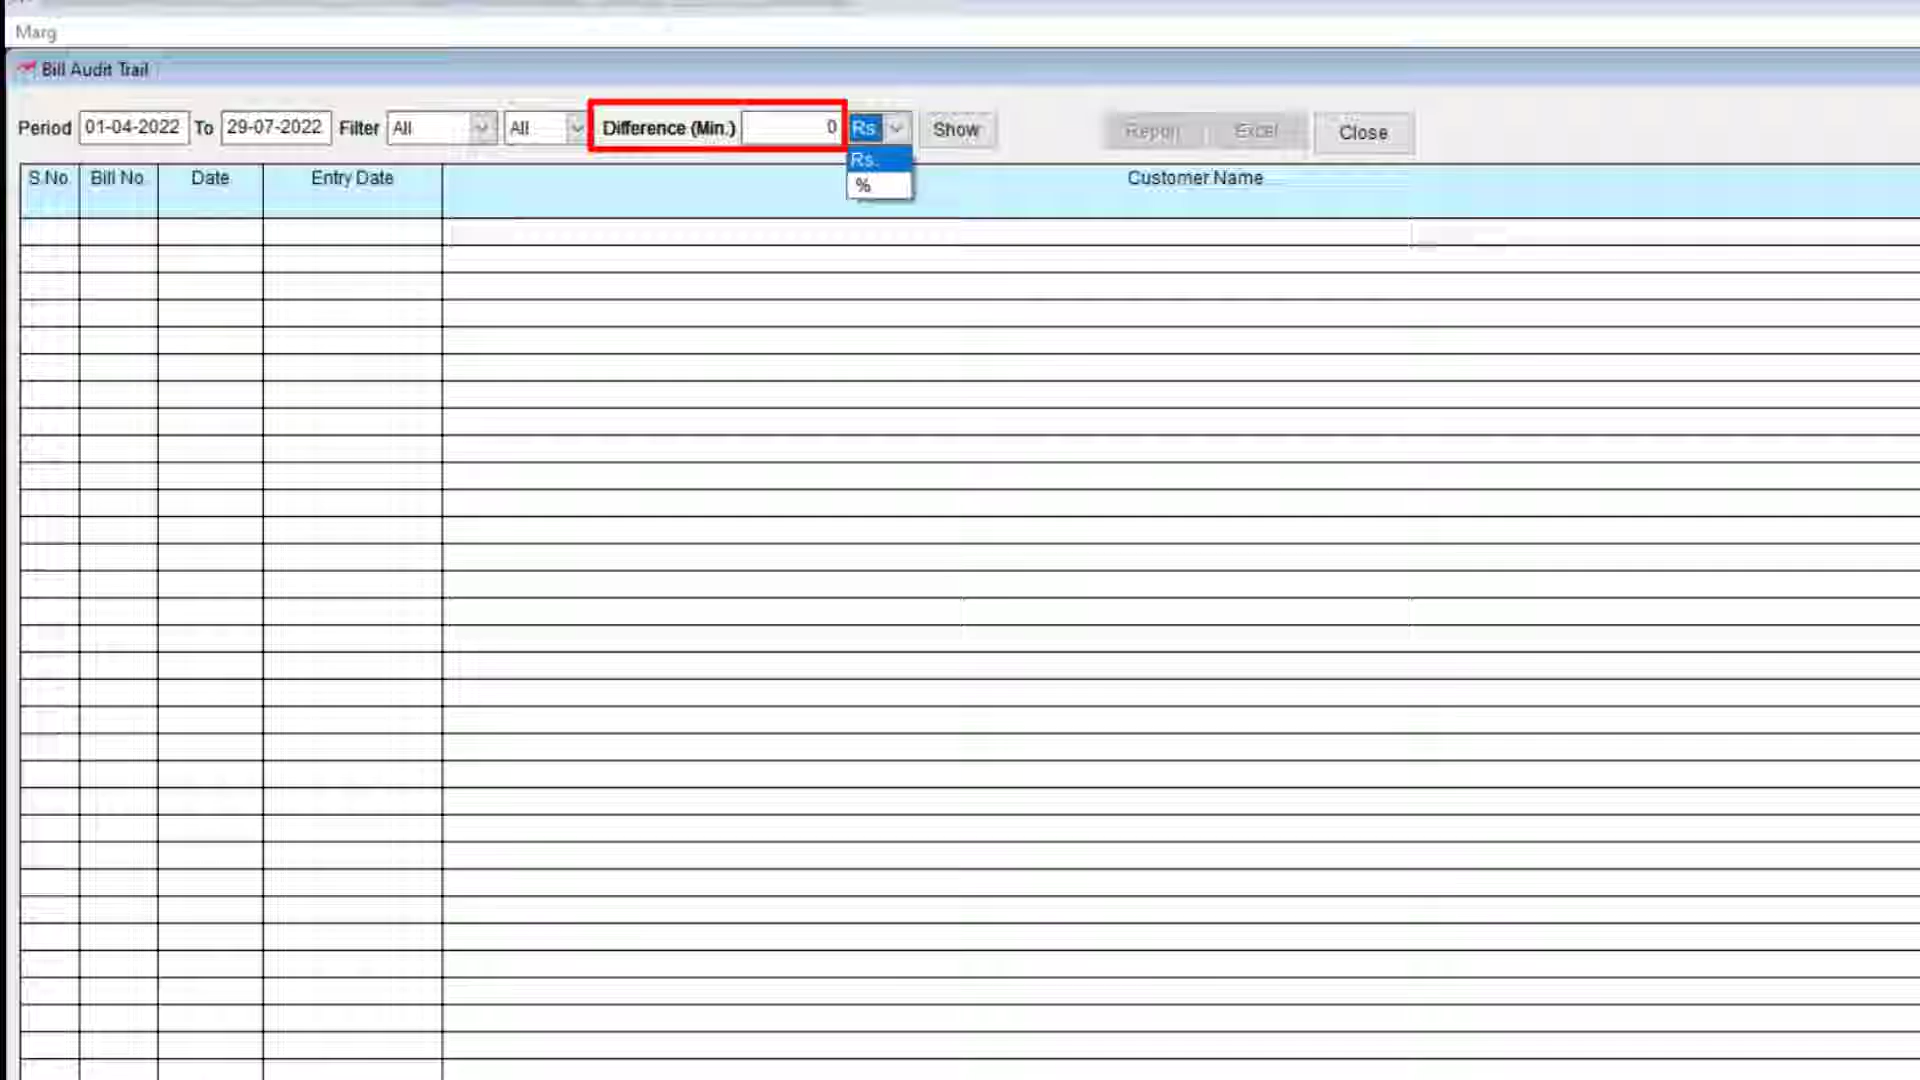 Marg
Bill Audit Trail
Period 01-04-2022 To 29-07-2022 Filter All All Difference (Min.) 0 Rs Show Report Excel Close
Rs.
%
S.No. Bill No. Date Entry Date Customer Name